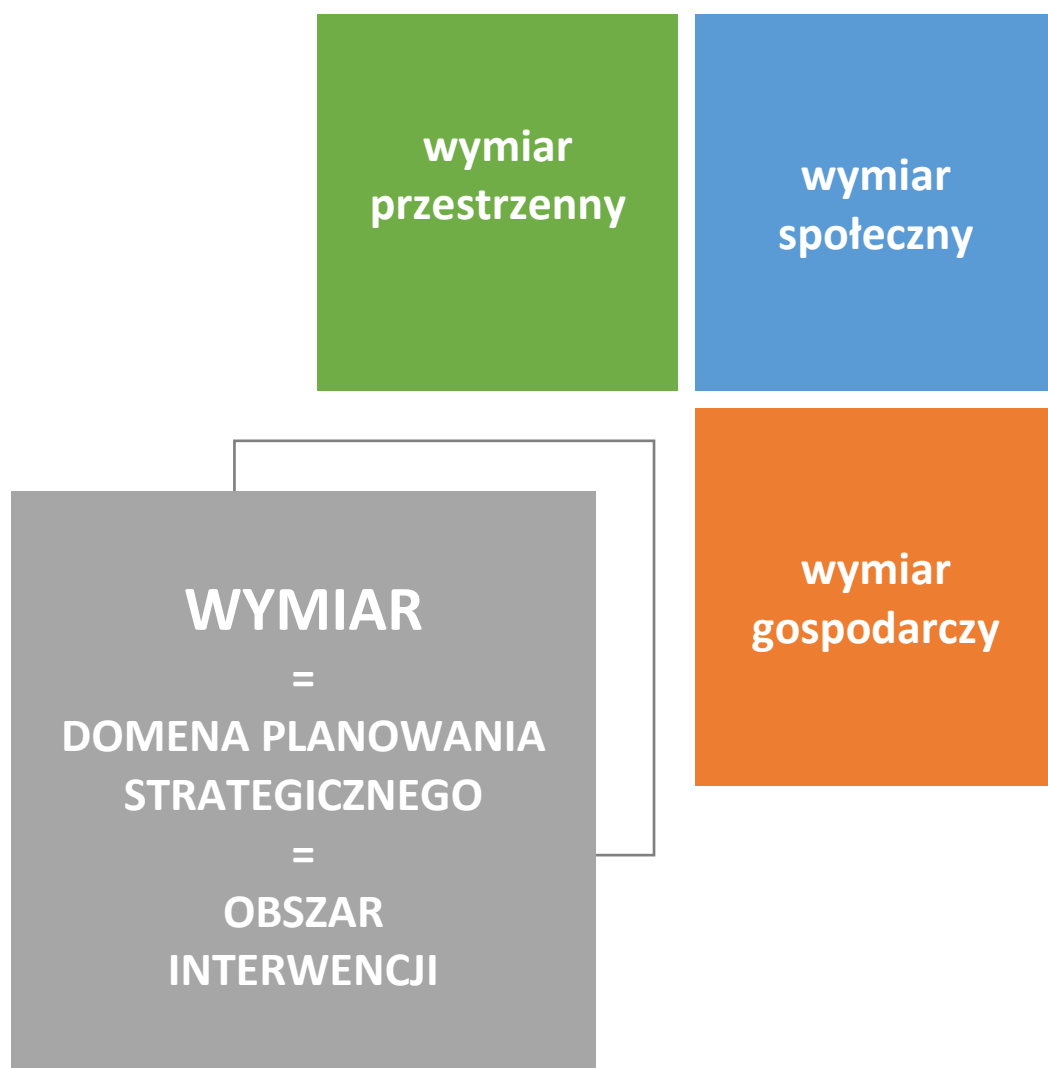 wymiar
przestrzenny
wymiar
społeczny
wymiar
gospodarczy
WYMIAR
=
DOMENA PLANOWANIA
STRATEGICZNEGO
=
OBSZAR
INTERWENCJI